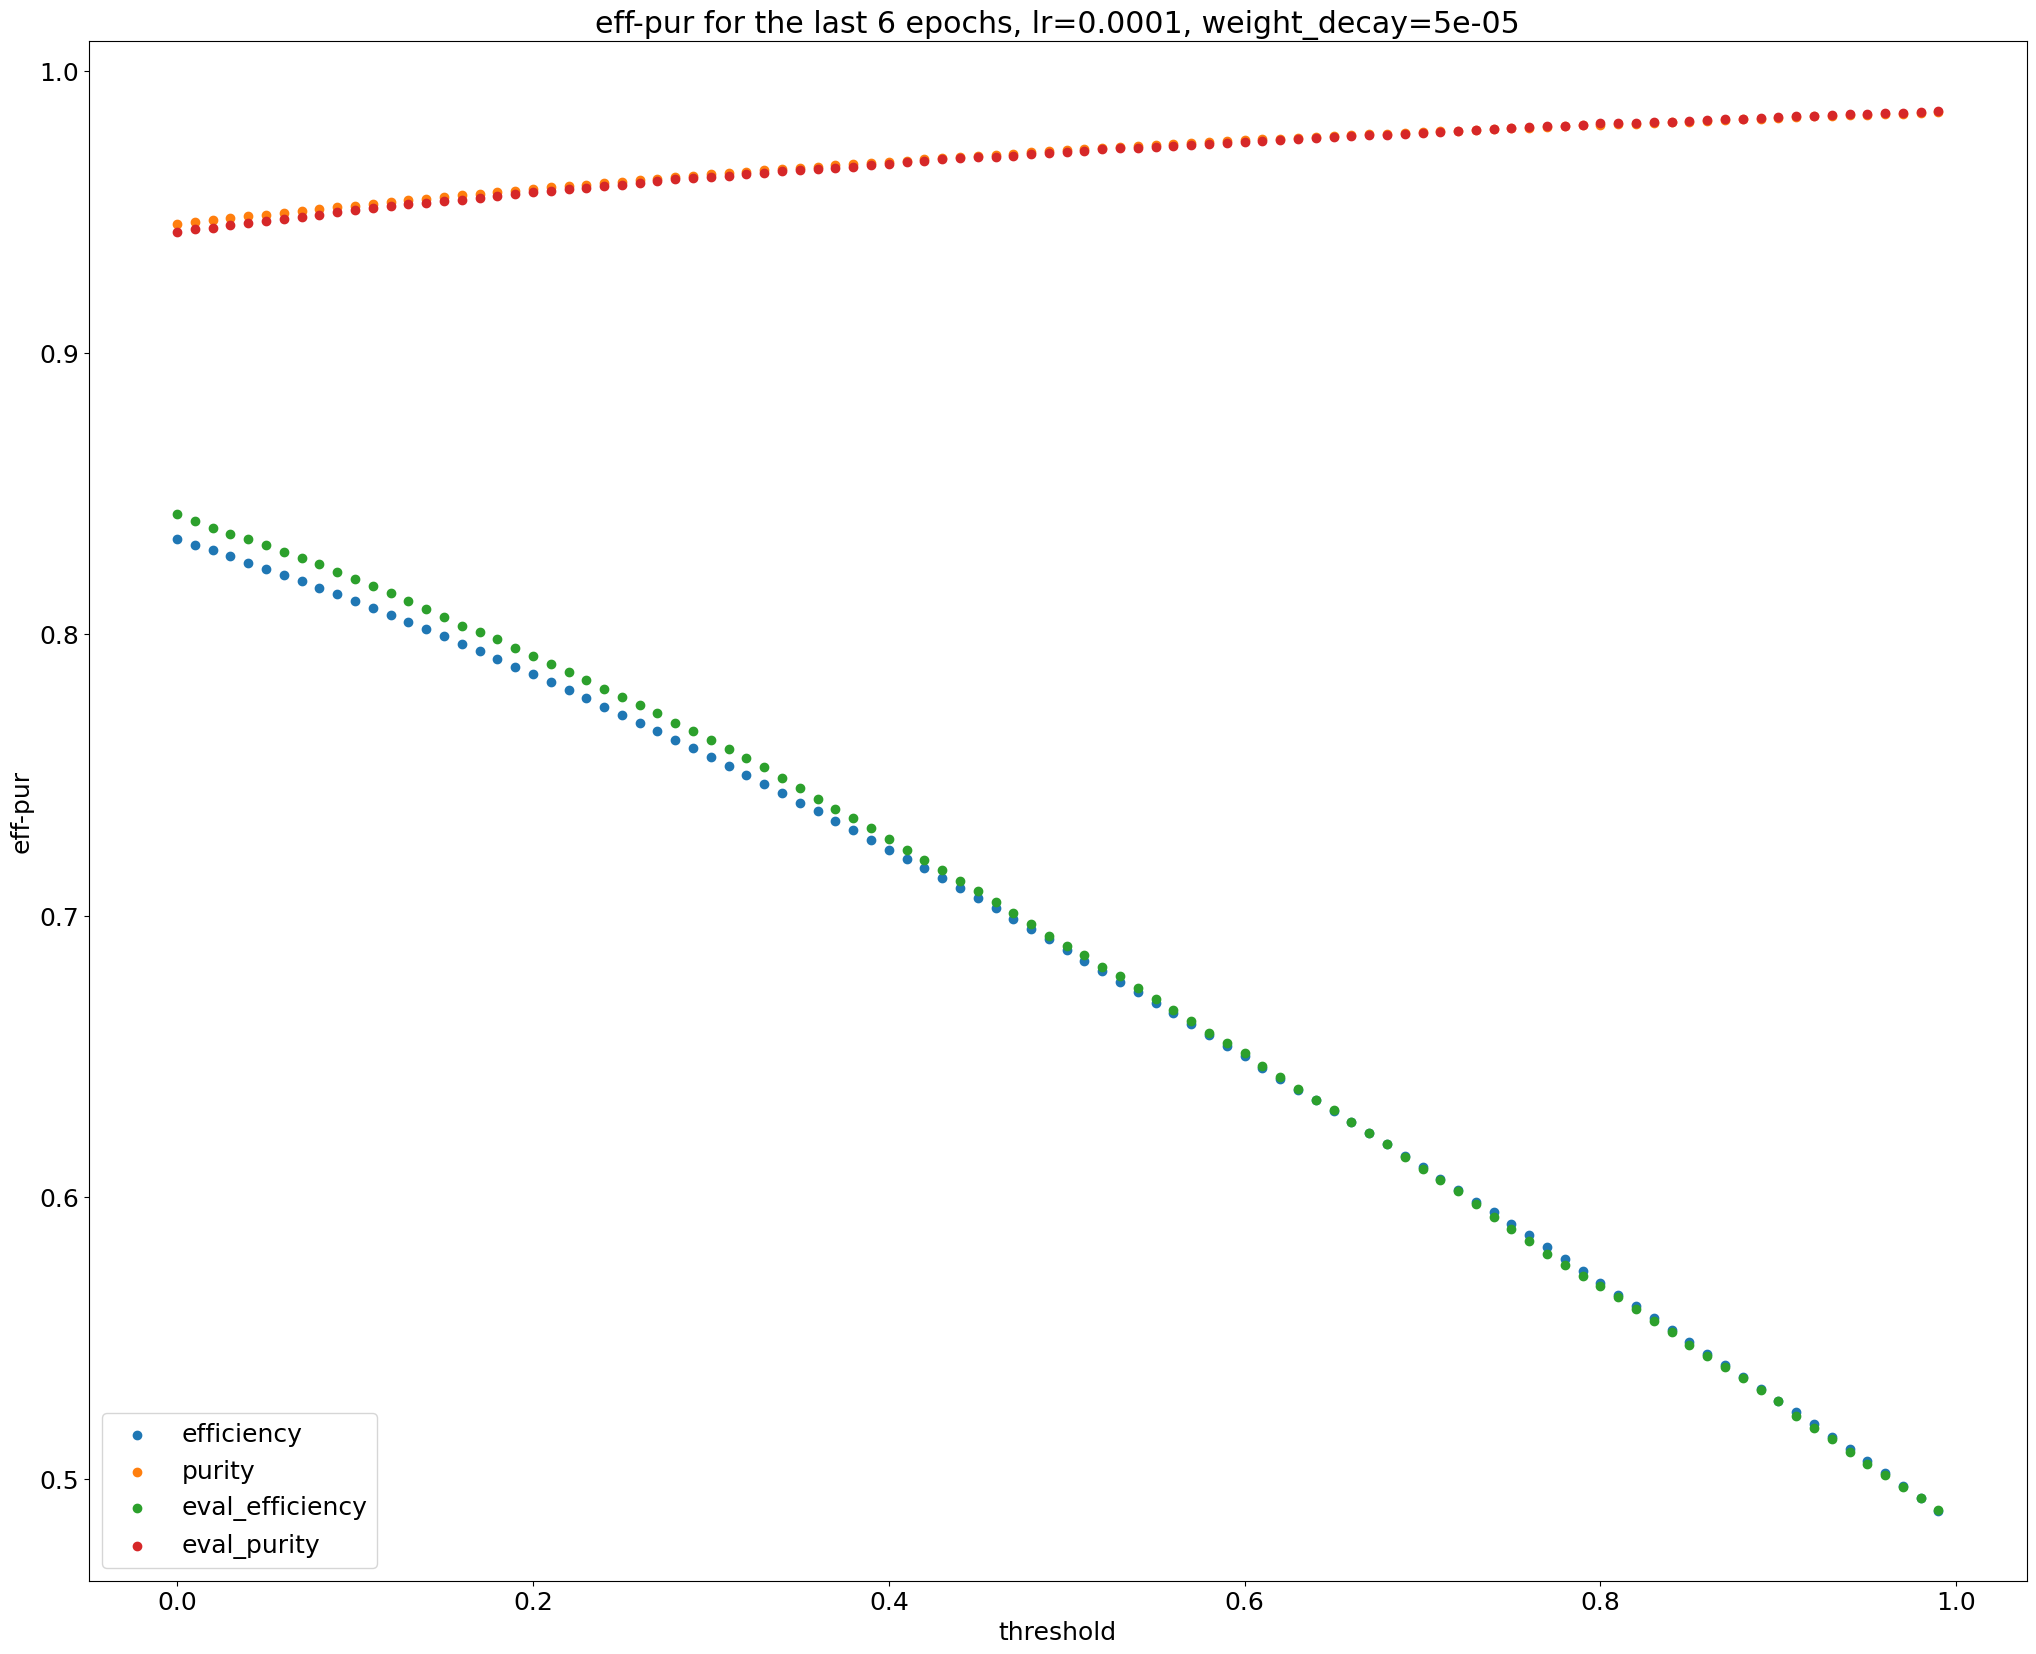 eff-pur for the last 6 epochs, lr=0.0001, weight_decay=5e-05
1.0
0.9
0.8
0.7
0.6
0.5
eff-pur
efficiency
purity
eval_efficiency
eval_purity
0.0 0.2 0.4 0.6 0.8 1.0
threshold